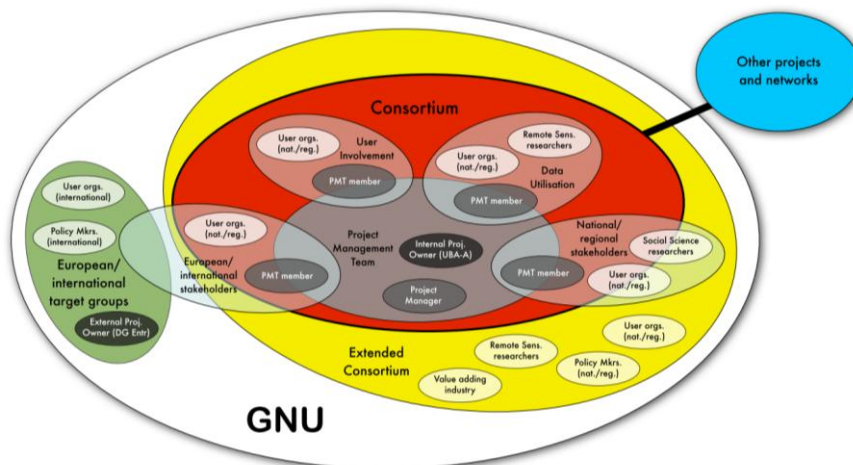 Other projects
and networks
Consortium
User orgs.
(nat./reg.)
User
Involvement
PMT member
Remote Sens.
researchers
User orgs.
(nat./reg.)
Data
Utilisation
PMT member
User orgs.
(international)
Policy Mkrs.
(international)
European/
international
target groups
External Proj.
Owner (DG Entr)
User orgs.
(nat./reg.)
European/
international
stakeholders
PMT member
Project
Management
Team
Internal Proj.
Owner (UBA-A)
Project
Manager
National/
regional
stakeholders
Social Science
researchers
PMT member
User orgs.
(nat./reg.)
Extended
Consortium
Remote Sens.
researchers
User orgs.
(nat./reg.)
Policy Mkrs.
(nat./reg.)
Value adding
industry
GNU